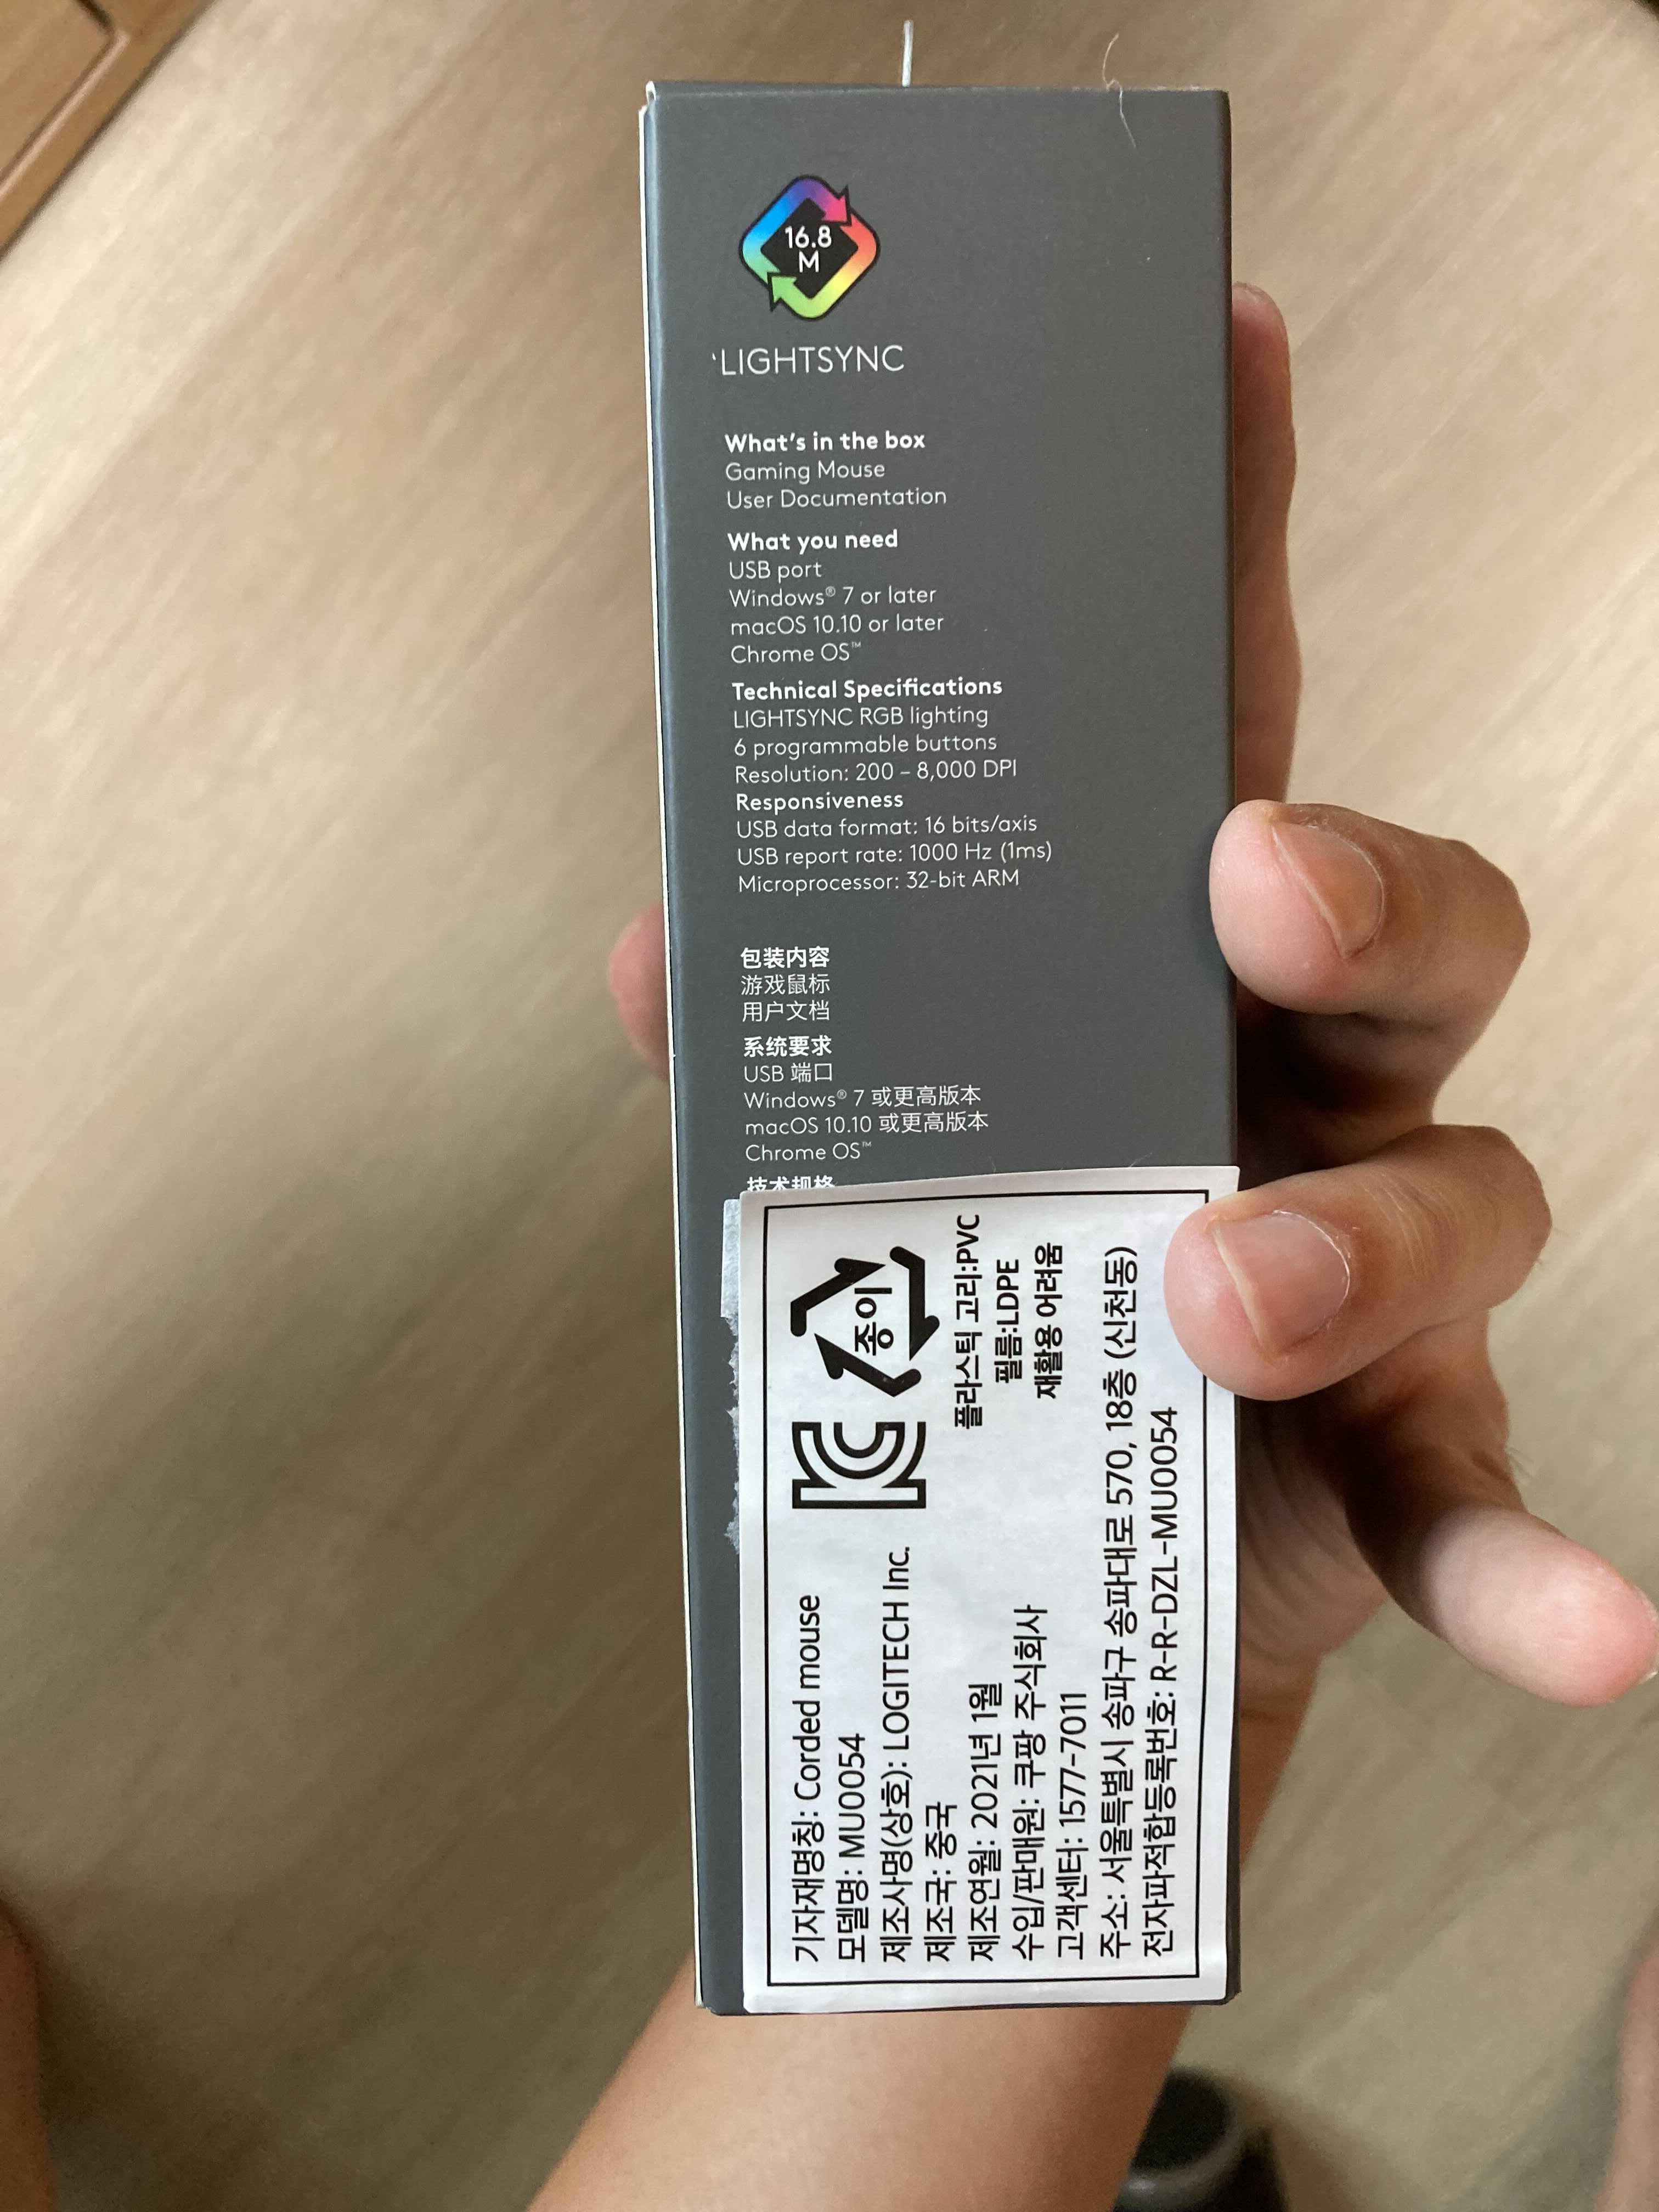 16.8
M
LIGHTSYNC
What's in the box
Gaming Mouse
User Documentation
What you need
USB port
Windows® 7 or later
macOS 10.10 or later
Chrome OS™
Technical Specifications
LIGHTSYNC RGB lighting
6 programmable buttons
Resolution: 200 – 8,000 DPI
Responsiveness
USB data format: 16 bits/axis
USB report rate: 1000 Hz (1ms)
Microprocessor: 32-bit ARM
包装内容
游戏鼠标
用户文档
系统要求
USB 端口
Windows® 7 或更高版本
macOS 10.10 或更高版本
Chrome OS™
技术规格
기자재명칭: Corded mouse
모델명: MU0054
제조사명(상호): LOGITECH Inc.
제조국: 중국
제조연월: 2021년 1월
수입/판매원: 쿠팡 주식회사
고객센터: 1577-7011
주소: 서울특별시 송파구 송파대로 570, 18층 (신천동)
전자파적합등록번호: R-R-DZL-MU0054
KC
종이
플라스틱 고리:PVC
필름:LDPE
재활용 어려움